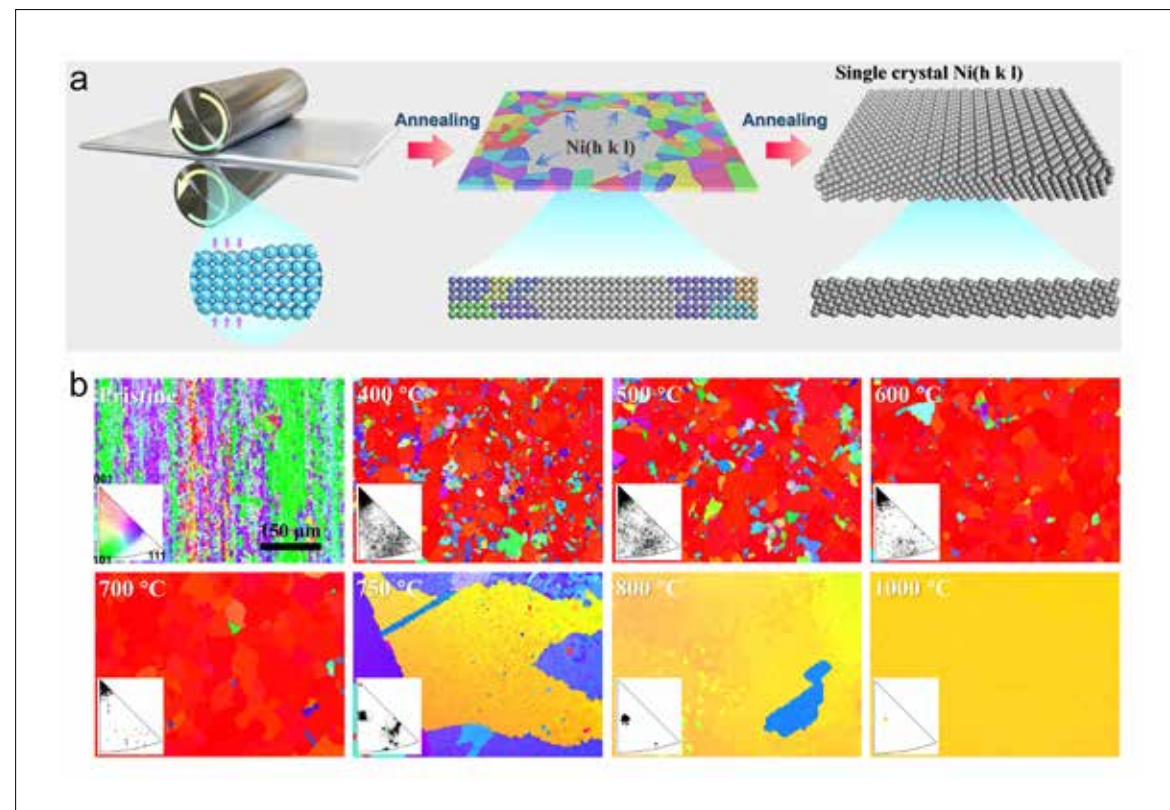 a
Single crystal Ni(h k l)
Annealing
Annealing
Ni(h k l)
b
Pristine
400 °C
500 °C
600 °C
001
111
101
150 μm
700 °C
750 °C
800 °C
1000 °C